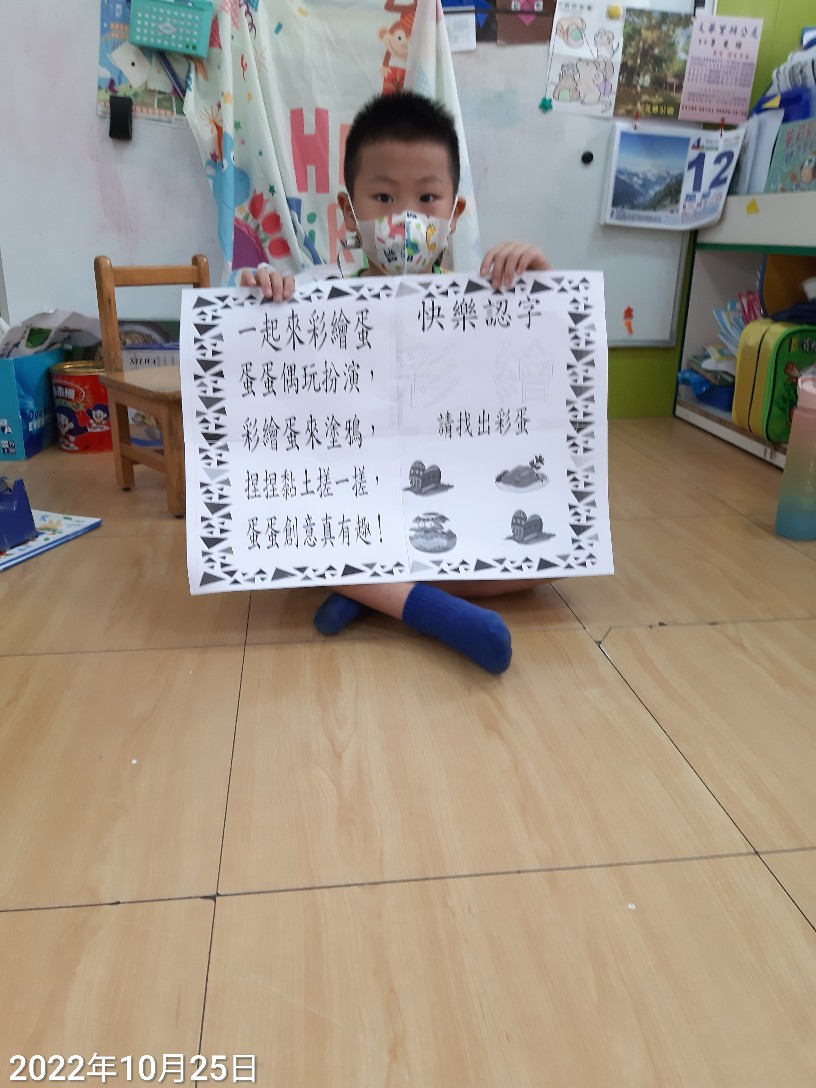 一起來彩繪蛋
蛋蛋偶玩扮演，
彩繪蛋來塗鴉，
捏捏黏土搓一搓，
蛋蛋創意真有趣！
快樂認字
彩繪
請找出彩蛋
12
2022年10月25日